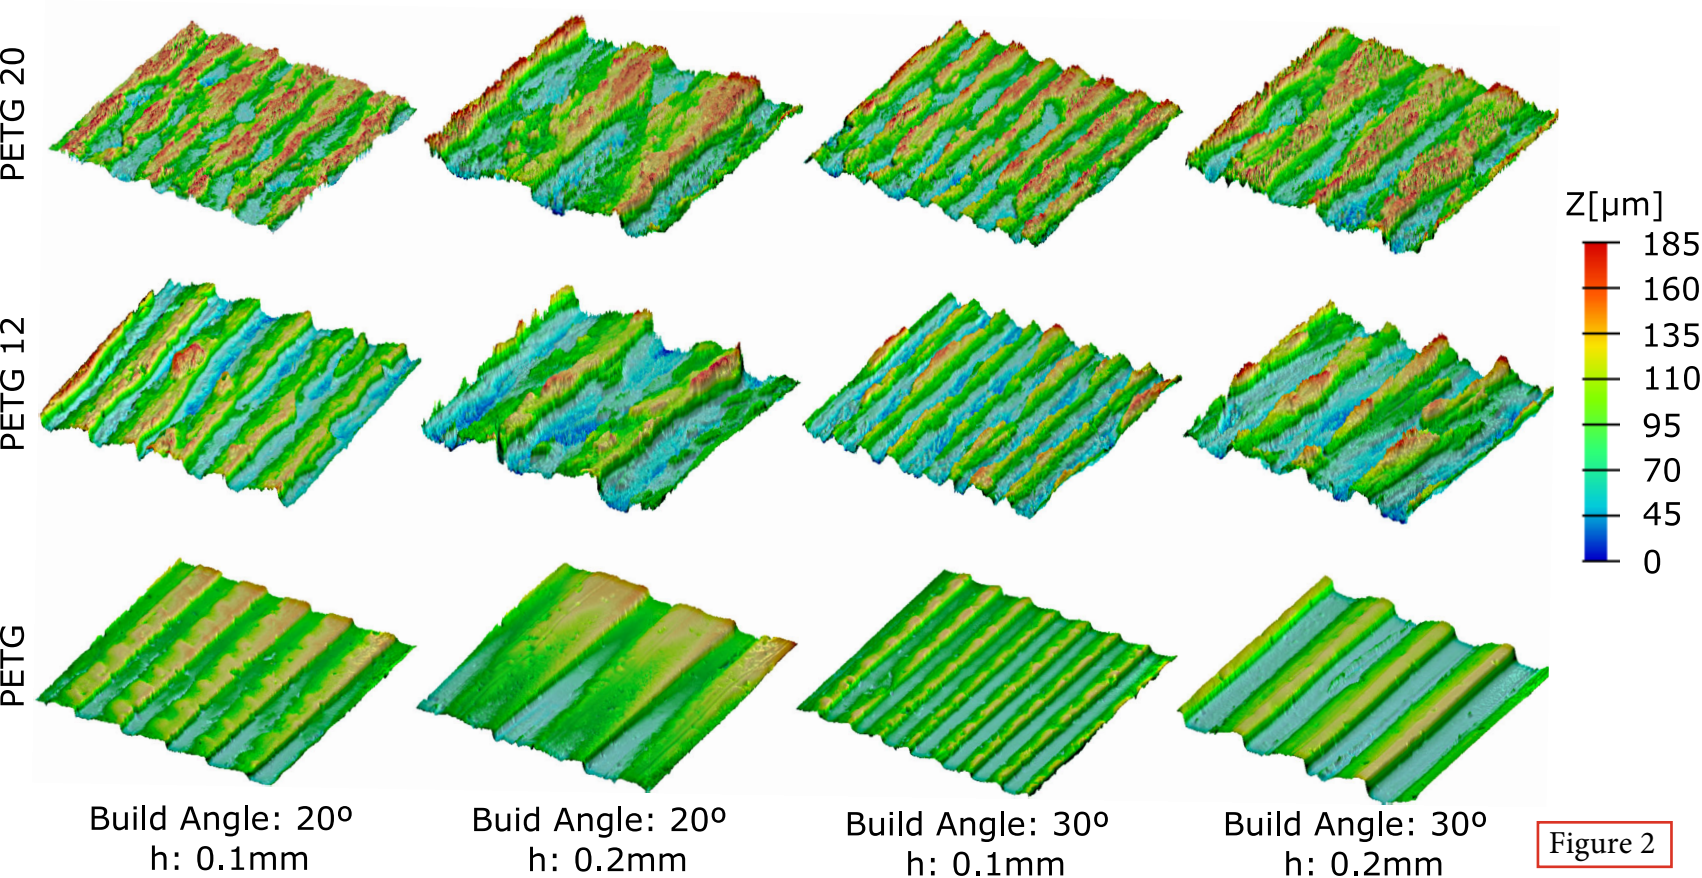 PETG 20
PETG 12
PETG
Z[µm]
185
160
135
110
95
70
45
0
Build Angle: 20º
h: 0.1mm
Buid Angle: 20º
h: 0.2mm
Build Angle: 30º
h: 0.1mm
Build Angle: 30º
h: 0.2mm
Figure 2